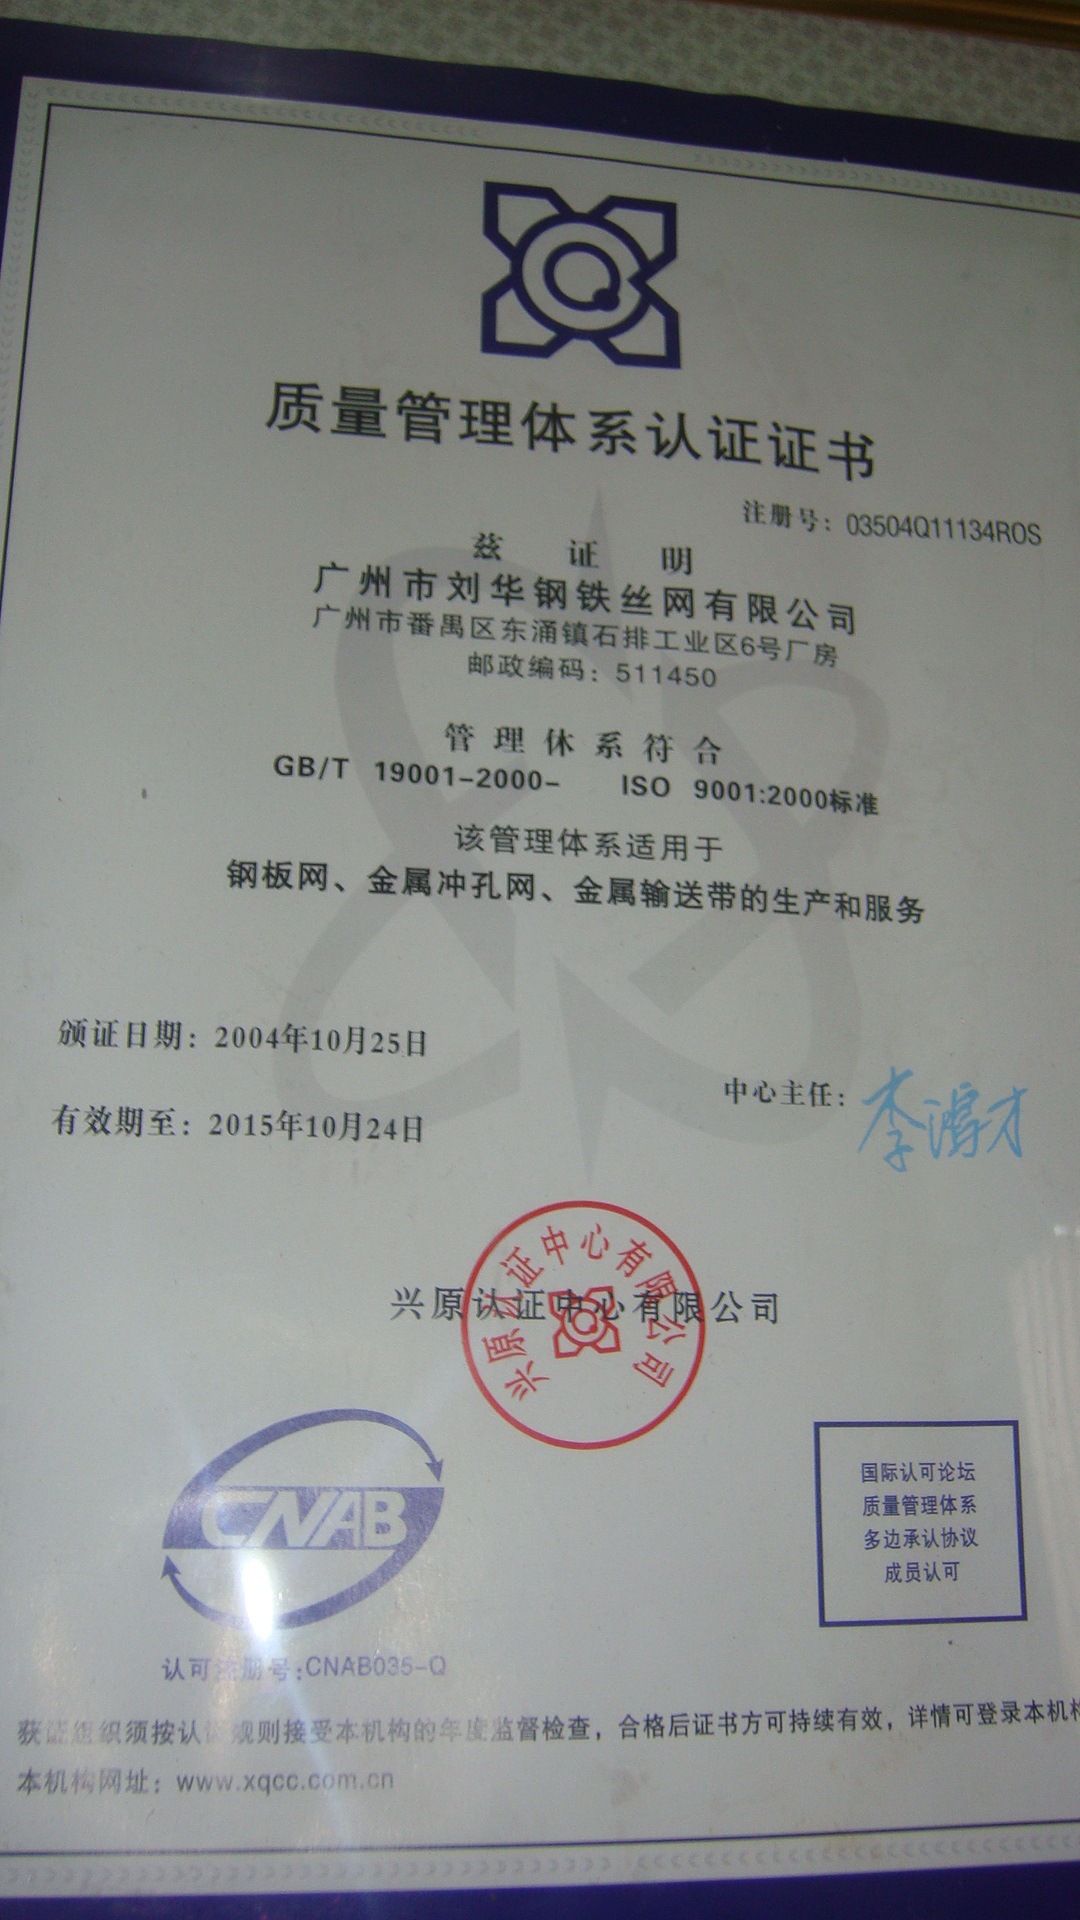 质量管理体系认证证书
注册号：03504Q11134ROS
兹 证 明
广州市刘华钢铁丝网有限公司
广州市番禺区东涌镇石排工业区6号厂房
邮政编码：511450
管理体系符合
GB/T 19001-2000- ISO 9001:2000标准
该管理体系适用于
钢板网、金属冲孔网、金属输送带的生产和服务
颁证日期：2004年10月25日
有效期至：2015年10月24日
中心主任：
兴原认证中心有限公司
兴原认证中心有限公司
CNAB
国际认可论坛
质量管理体系
多边承认协议
成员认可
认可注册号:CNAB035-Q
获证组织须按认证规则接受本机构的年度监督检查，合格后证书方可持续有效，详情可登录本机构
本机构网址：www.xqcc.com.cn